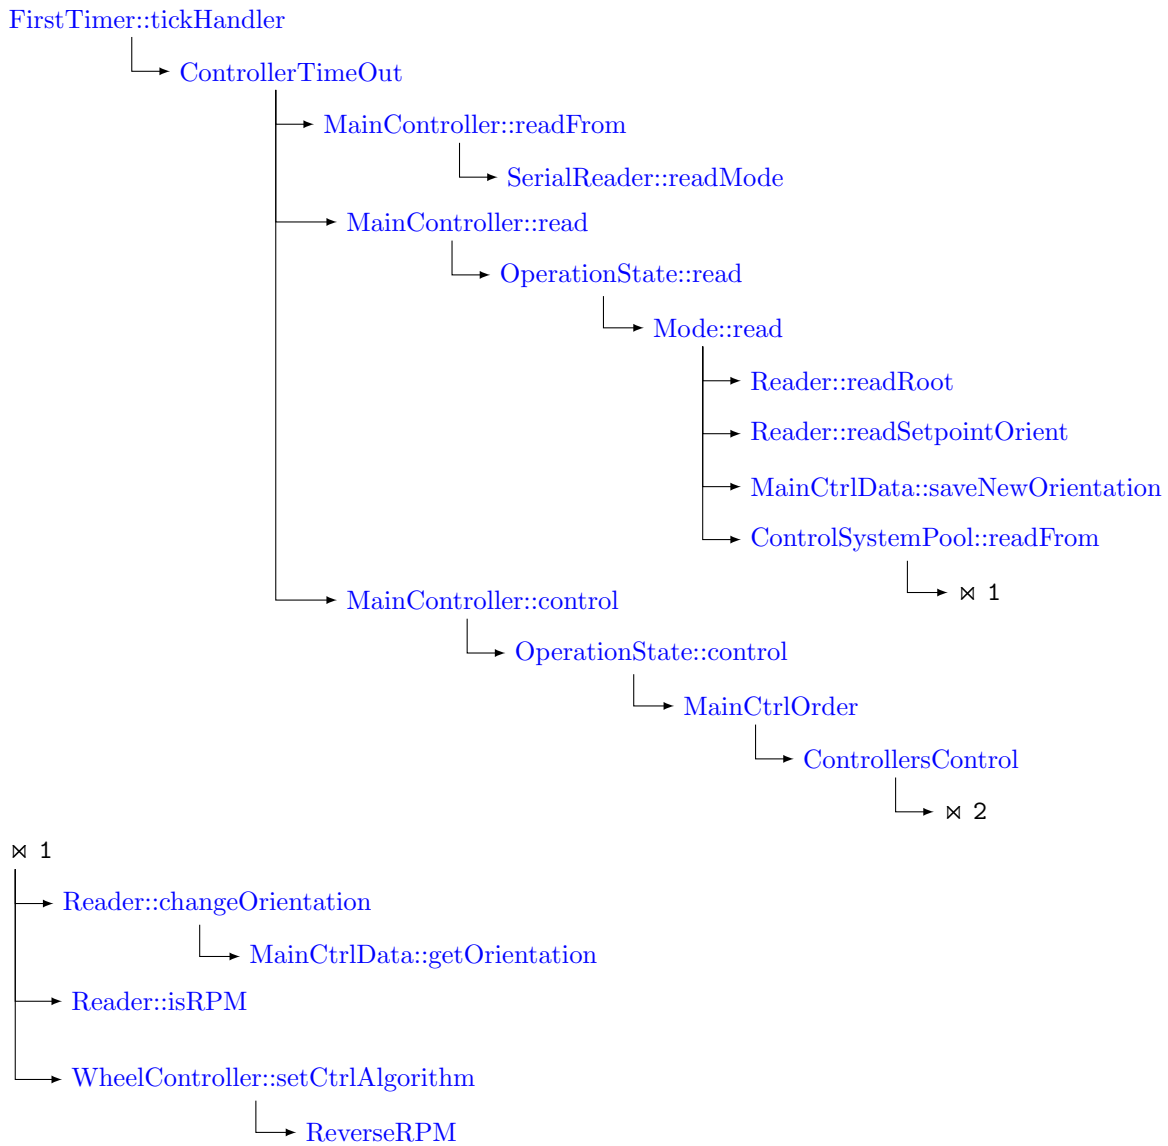 FirstTimer::tickHandler
ControllerTimeOut
MainController::readFrom
SerialReader::readMode
MainController::read
OperationState::read
Mode::read
Reader::readRoot
Reader::readSetpointOrient
MainCtrlData::saveNewOrientation
ControlSystemPool::readFrom
⋈ 1
MainController::control
OperationState::control
MainCtrlOrder
ControllersControl
⋈ 2
⋈ 1
Reader::changeOrientation
MainCtrlData::getOrientation
Reader::isRPM
WheelController::setCtrlAlgorithm
ReverseRPM